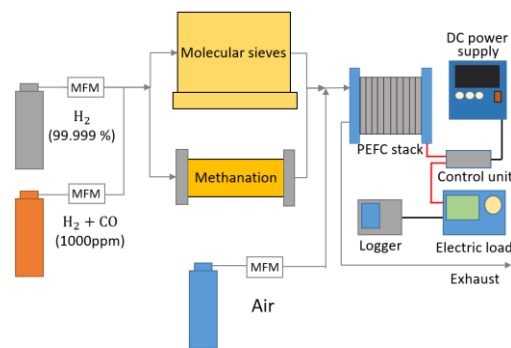 DC power
supply
Molecular sieves
MFM
H₂
(99.999 %)
PEFC stack
Methanation
Control unit
MFM
H₂ + CO
(1000ppm)
Logger
Electric load
MFM
Exhaust
Air